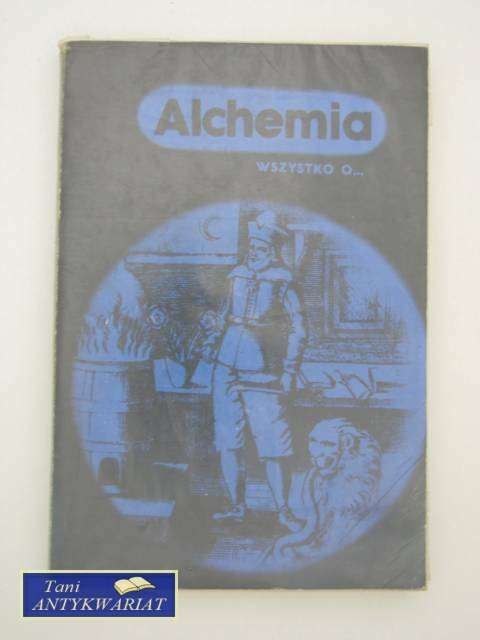 Alchemia
WSZYSTKO O...
Tani
ANTYKWARIAT